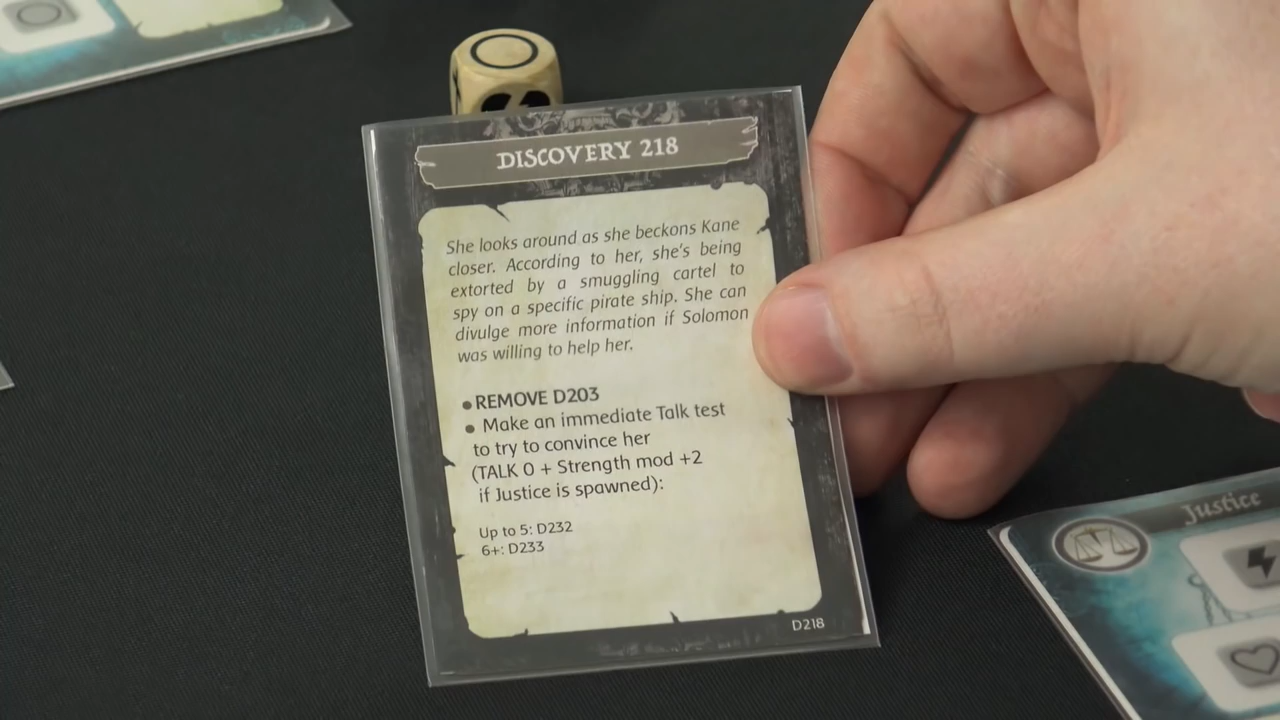 DISCOVERY 218
She looks around as she beckons Kane
closer. According to her, she's being
extorted by a smuggling cartel to
spy on a specific pirate ship. She can
divulge more information if Solomon
was willing to help her.
• REMOVE D203
• Make an immediate Talk test
to try to convince her
(TALK 0 + Strength mod +2
if Justice is spawned):
Up to 5: D232
6+: D233
D218
Justice